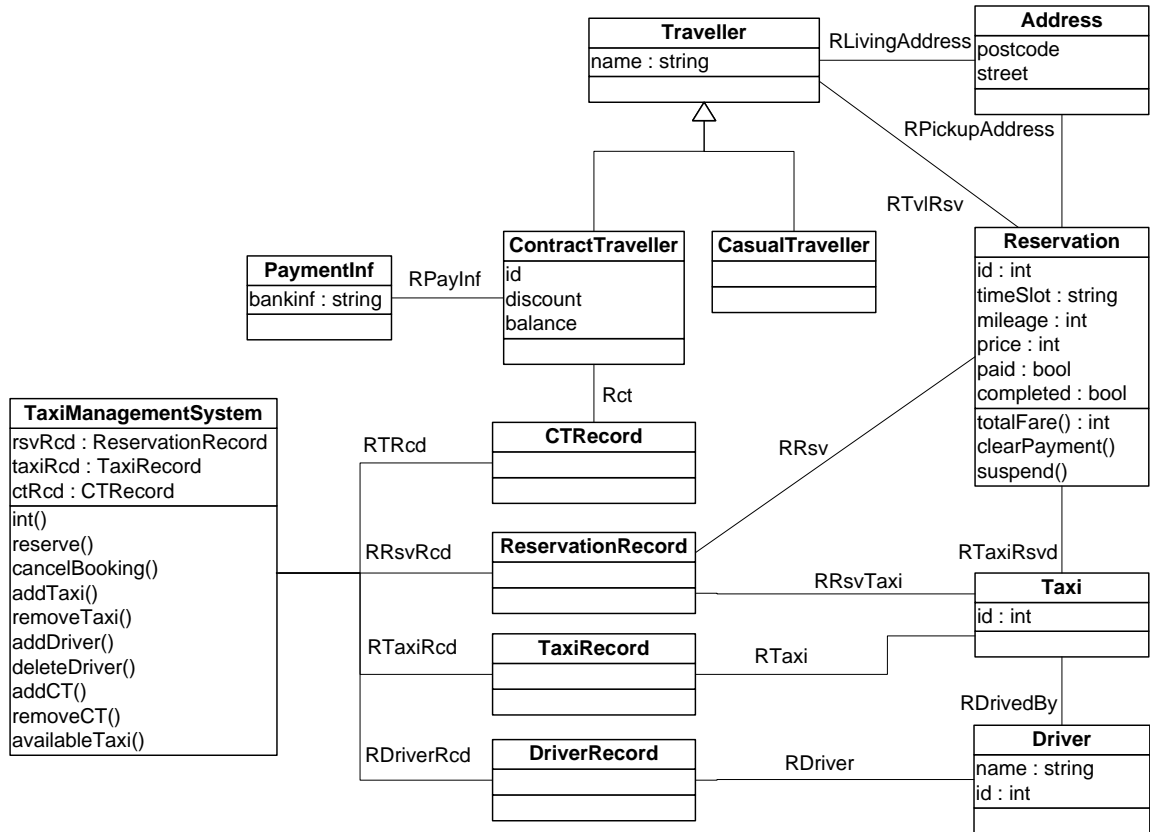 Traveller
name : string
RLivingAddress
Address
postcode
street
RPickupAddress
RTvlRsv
ContractTraveller
id
discount
balance
CasualTraveller
PaymentInf
bankinf : string
RPayInf
Reservation
id : int
timeSlot : string
mileage : int
price : int
paid : bool
completed : bool
totalFare() : int
clearPayment()
suspend()
Rct
TaxiManagementSystem
rsvRcd : ReservationRecord
taxiRcd : TaxiRecord
ctRcd : CTRecord
int()
reserve()
cancelBooking()
addTaxi()
removeTaxi()
addDriver()
deleteDriver()
addCT()
removeCT()
availableTaxi()
RTRcd
CTRecord
RRsv
RRsvRcd
ReservationRecord
RRsvTaxi
RTaxiRsvd
Taxi
id : int
RTaxiRcd
TaxiRecord
RTaxi
RDrivedBy
RDriverRcd
DriverRecord
RDriver
Driver
name : string
id : int